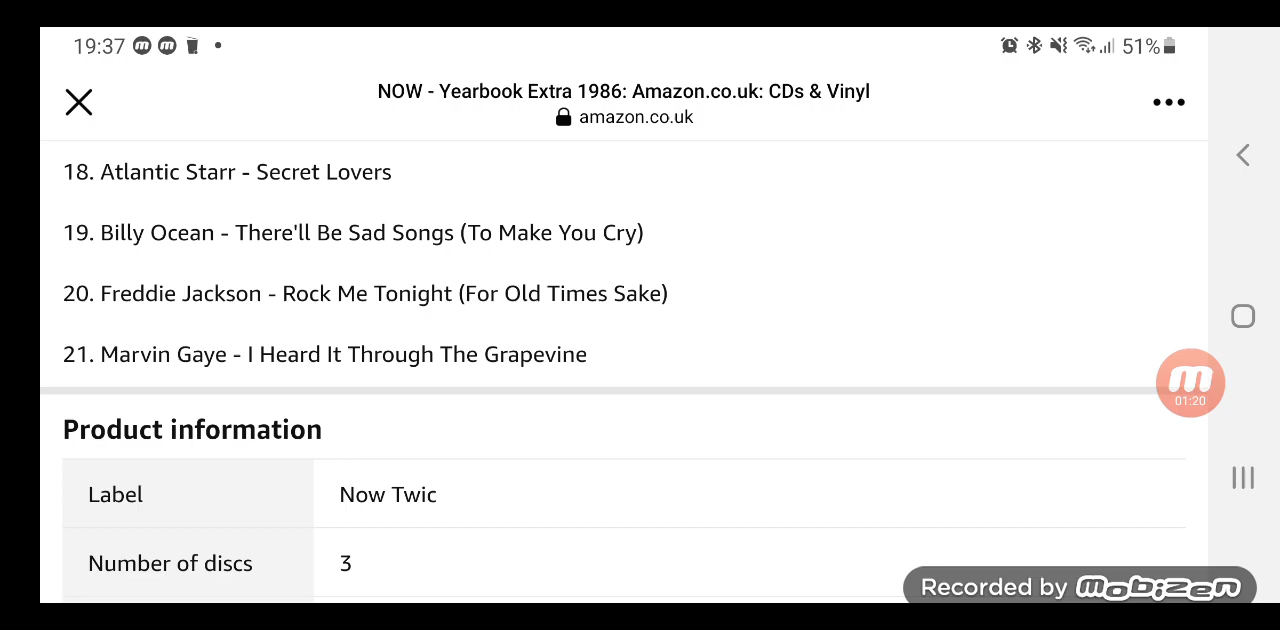 19:37
51%
NOW - Yearbook Extra 1986: Amazon.co.uk: CDs & Vinyl
amazon.co.uk
18. Atlantic Starr - Secret Lovers
19. Billy Ocean - There'll Be Sad Songs (To Make You Cry)
20. Freddie Jackson - Rock Me Tonight (For Old Times Sake)
21. Marvin Gaye - I Heard It Through The Grapevine
01:20
Product information
Label Now Twic
Number of discs 3
Recorded by mobizen